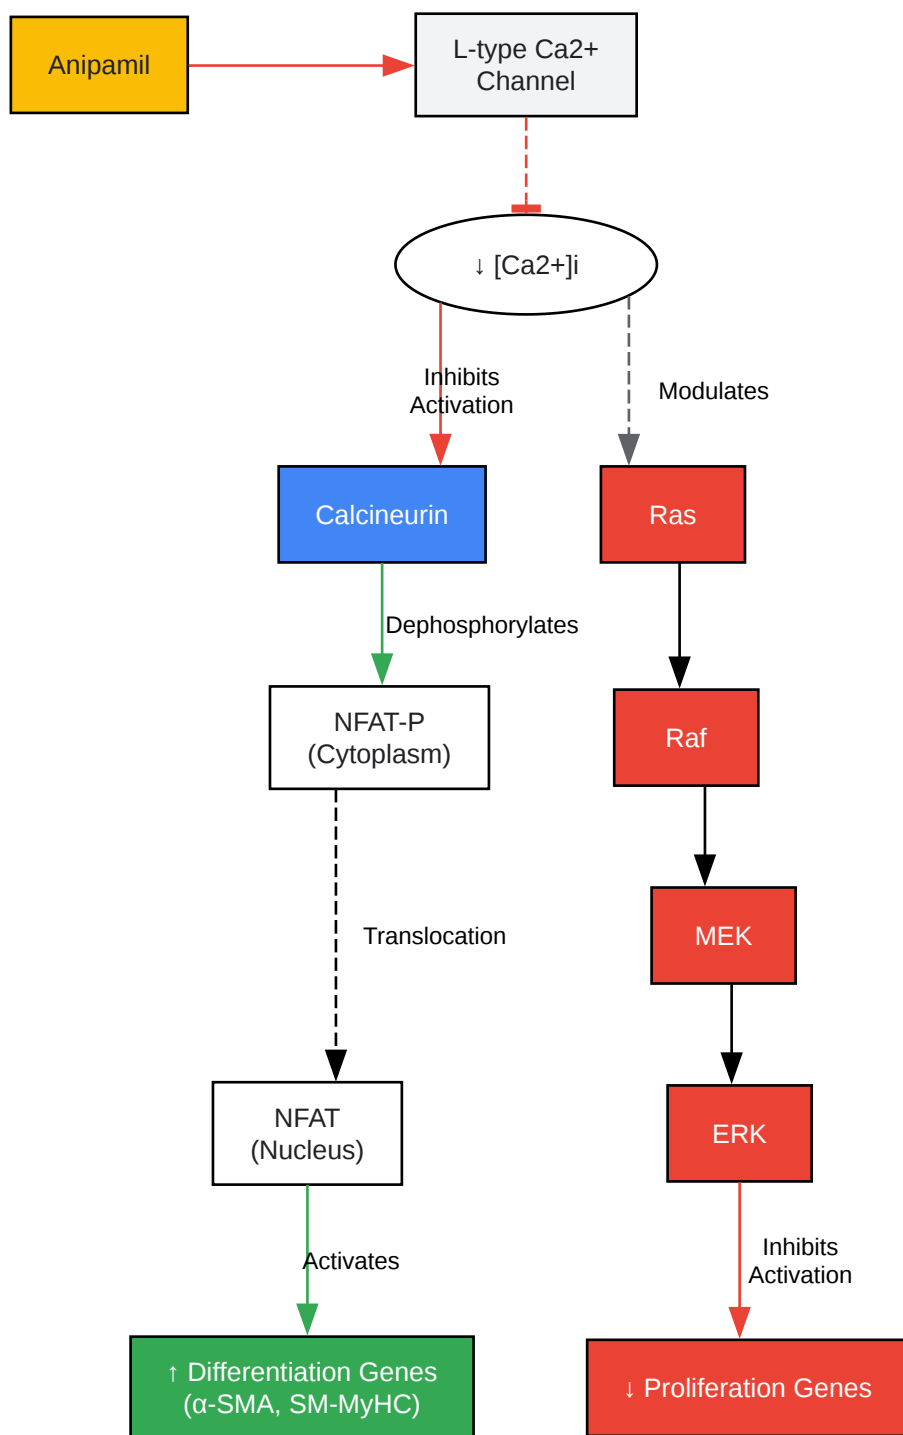 Anipamil
L-type Ca2+
Channel
↓ [Ca2+]i
Inhibits
Activation
Modulates
Calcineurin
Ras
Dephosphorylates
NFAT-P
(Cytoplasm)
Raf
Translocation
MEK
NFAT
(Nucleus)
ERK
Activates
Inhibits
Activation
↑ Differentiation Genes
(α-SMA, SM-MyHC)
↓ Proliferation Genes